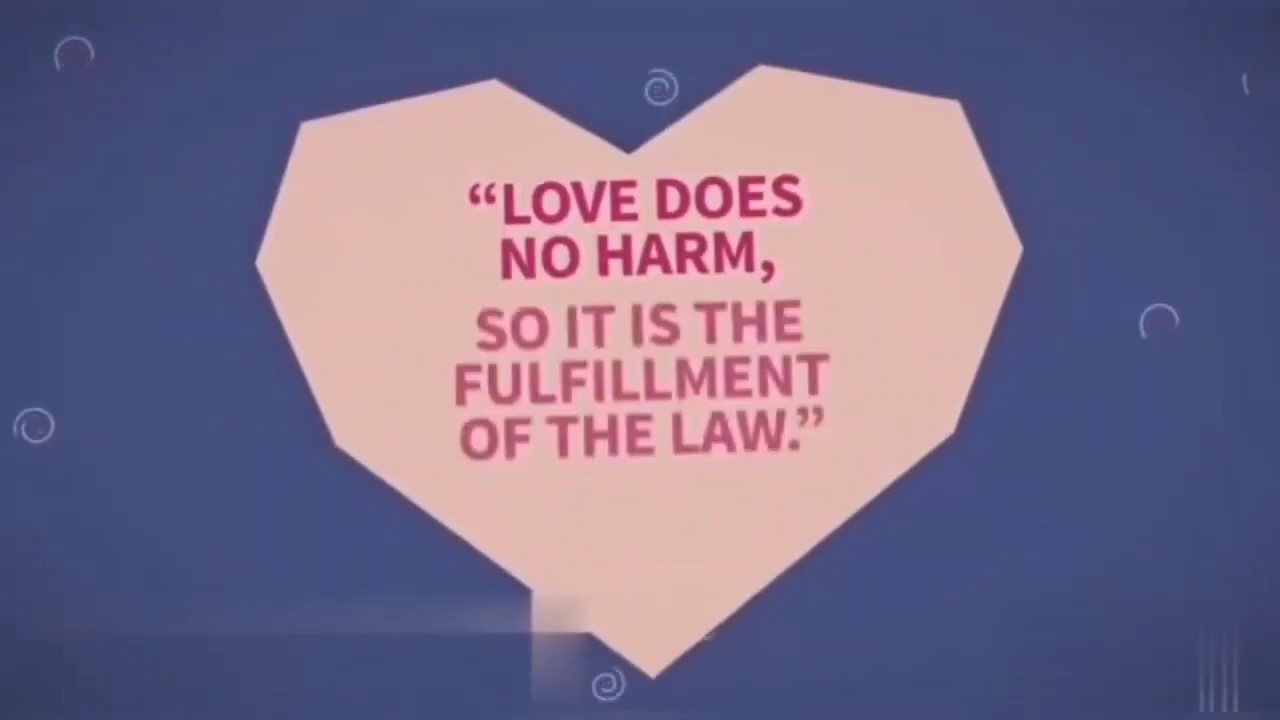 “LOVE DOES
NO HARM,
SO IT IS THE
FULFILLMENT
OF THE LAW.”